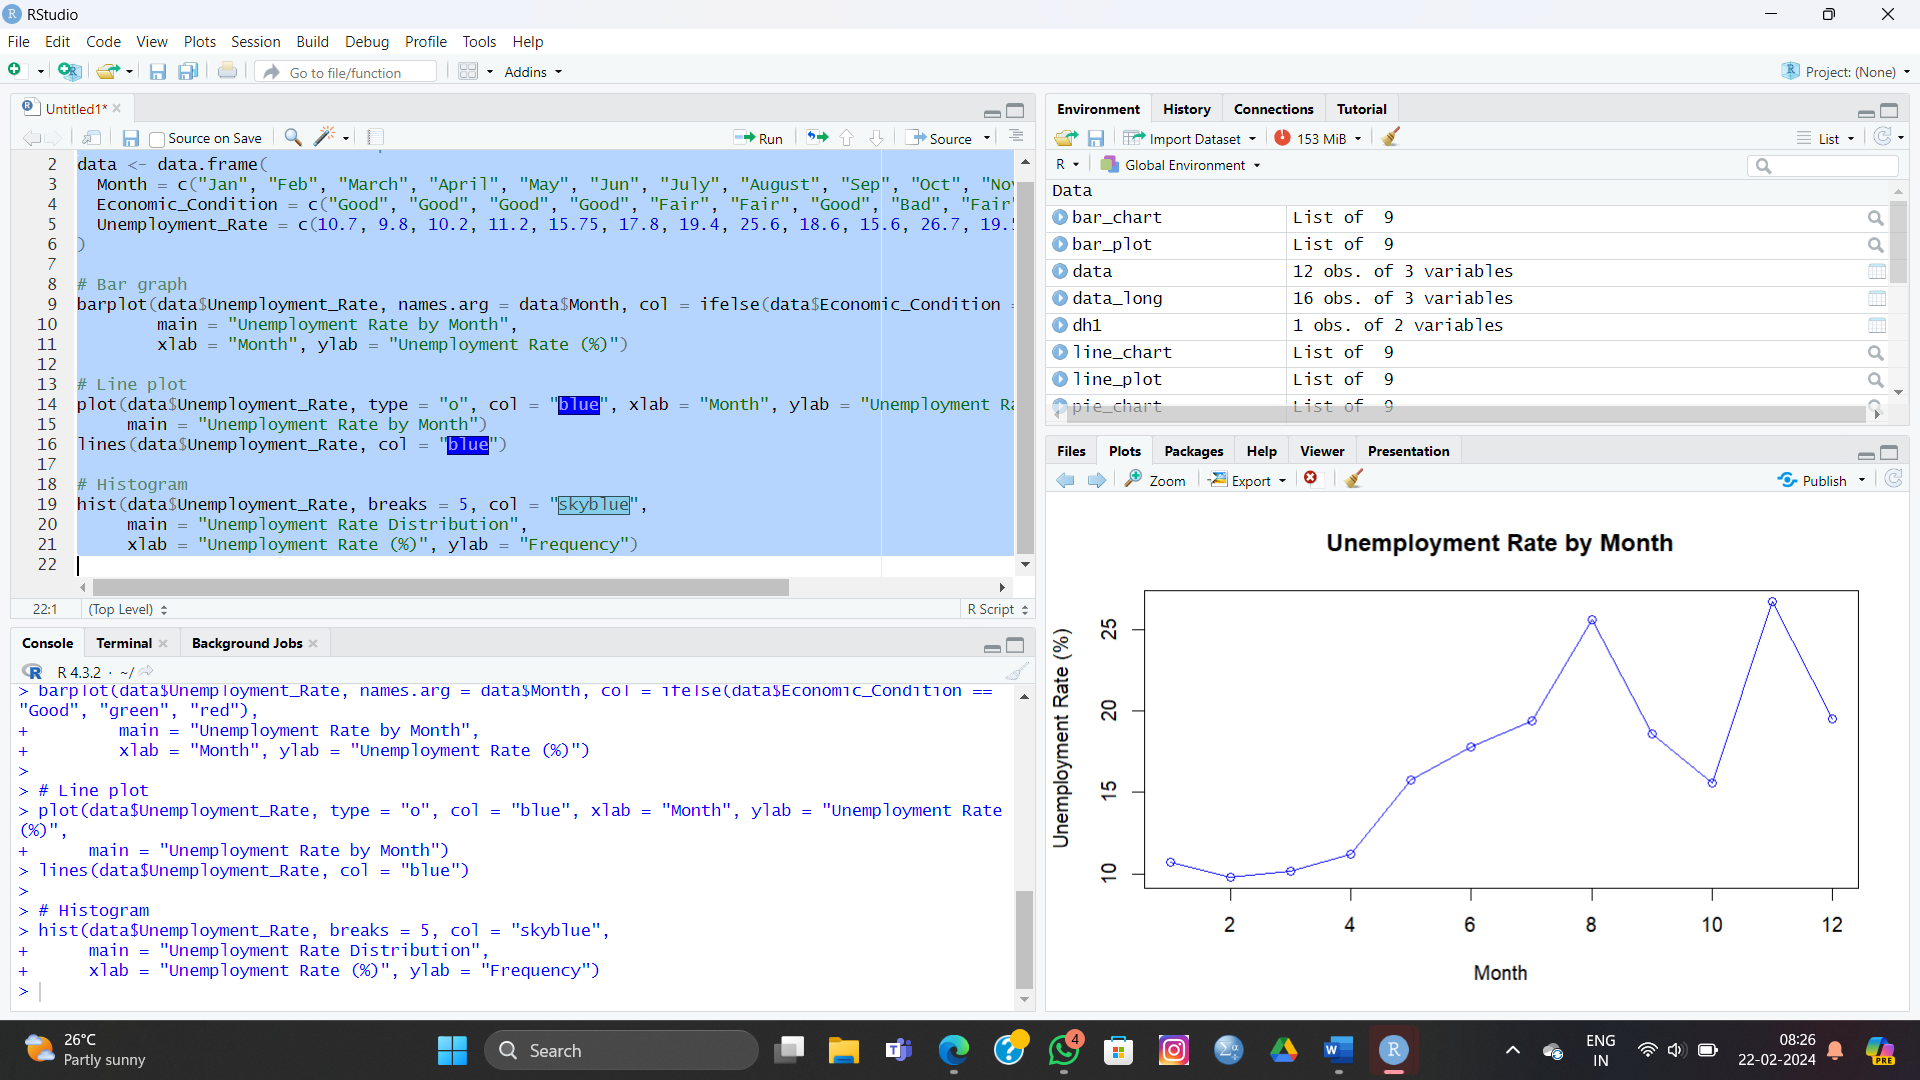 RStudio
File Edit Code View Plots Session Build Debug Profile Tools Help
Go to file/function Addins Project: (None)
Untitled1*
Source on Save Run Source
2 data <- data.frame(
3 Month = c("Jan", "Feb", "March", "April", "May", "Jun", "July", "August", "Sep", "Oct", "Nov
4 Economic_Condition = c("Good", "Good", "Good", "Good", "Fair", "Fair", "Good", "Bad", "Fair"
5 Unemployment_Rate = c(10.7, 9.8, 10.2, 11.2, 15.75, 17.8, 19.4, 25.6, 18.6, 15.6, 26.7, 19.5
6 )
7
8 # Bar graph
9 barplot(data$Unemployment_Rate, names.arg = data$Month, col = ifelse(data$Economic_Condition =
10 main = "Unemployment Rate by Month",
11 xlab = "Month", ylab = "Unemployment Rate (%)")
12
13 # Line plot
14 plot(data$Unemployment_Rate, type = "o", col = "blue", xlab = "Month", ylab = "Unemployment Ra
15 main = "Unemployment Rate by Month")
16 lines(data$Unemployment_Rate, col = "blue")
17
18 # Histogram
19 hist(data$Unemployment_Rate, breaks = 5, col = "skyblue",
20 main = "Unemployment Rate Distribution",
21 xlab = "Unemployment Rate (%)", ylab = "Frequency")
22
22:1 (Top Level) R Script
Console Terminal Background Jobs
R 4.3.2 · ~/
> barplot(data$Unemployment_Rate, names.arg = data$Month, col = ifelse(data$Economic_Condition ==
"Good", "green", "red"),
+ main = "Unemployment Rate by Month",
+ xlab = "Month", ylab = "Unemployment Rate (%)")
>
> # Line plot
> plot(data$Unemployment_Rate, type = "o", col = "blue", xlab = "Month", ylab = "Unemployment Rate
(%)",
+ main = "Unemployment Rate by Month")
> lines(data$Unemployment_Rate, col = "blue")
>
> # Histogram
> hist(data$Unemployment_Rate, breaks = 5, col = "skyblue",
+ main = "Unemployment Rate Distribution",
+ xlab = "Unemployment Rate (%)", ylab = "Frequency")
>
Environment History Connections Tutorial
Import Dataset 153 MiB List
R Global Environment
Data
bar_chart List of 9
bar_plot List of 9
data 12 obs. of 3 variables
data_long 16 obs. of 3 variables
dh1 1 obs. of 2 variables
line_chart List of 9
line_plot List of 9
pie_chart List of 9
Files Plots Packages Help Viewer Presentation
Zoom Export Publish
Unemployment Rate by Month
Unemployment Rate (%)
25
20
15
10
2 4 6 8 10 12
Month
26°C
Partly sunny
Search
4
PRE
ENG
IN
08:26
22-02-2024